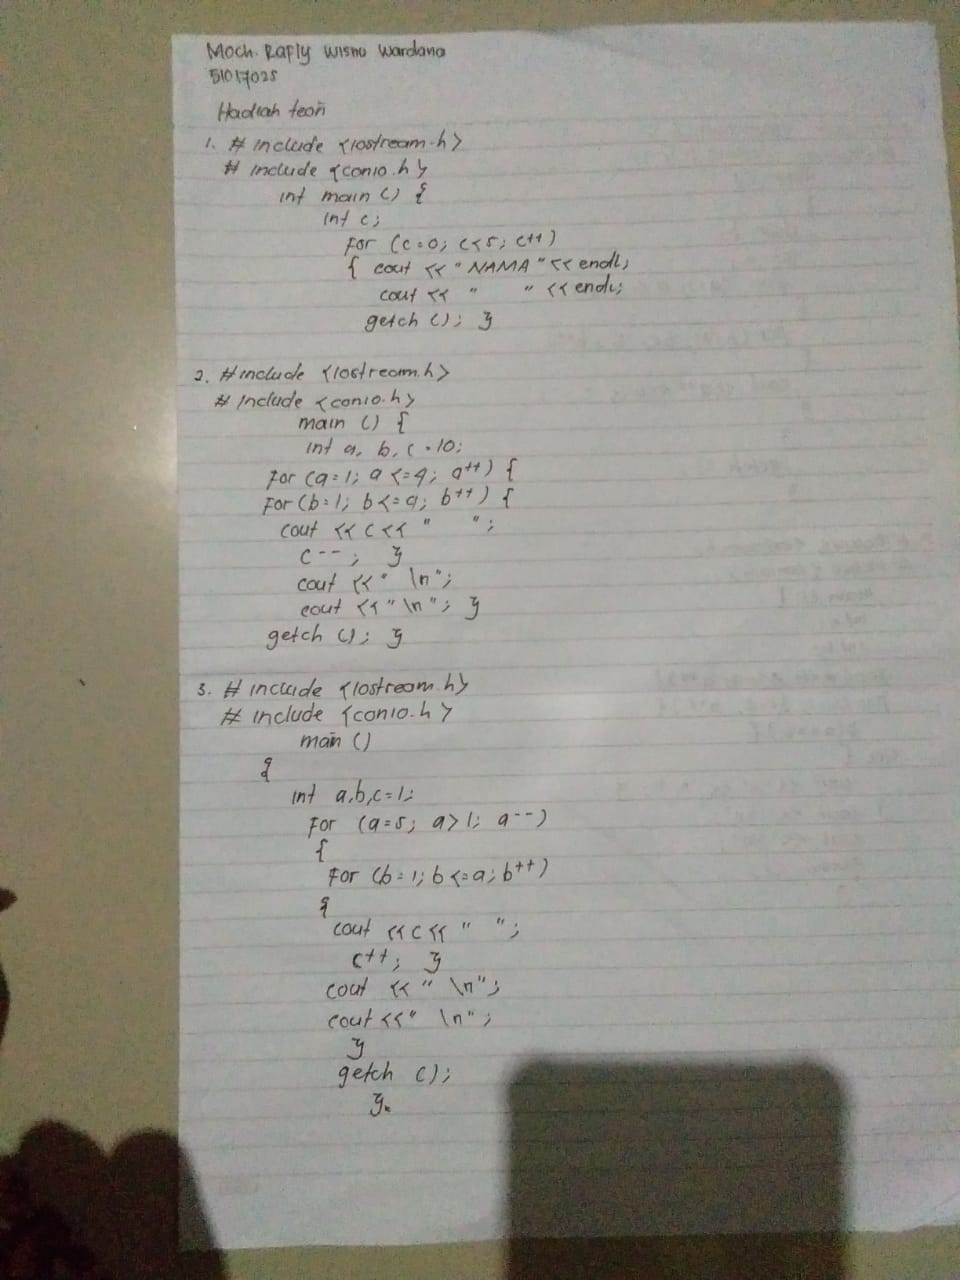 Moch. Rafly Wisnu Wardana
51017025
Hadiah teori
1. # include <iostream.h>
# include <conio.h>
int main () {
int c;
for (c=0; c<5; c++)
{ cout << "NAMA" << endl;
cout << " " << endl;
getch (); }
2. #include <iostream.h>
# include <conio.h>
main () {
int a, b, c =10;
for (a=1; a <=4; a++) {
for (b=1; b<=a; b++) {
cout << c << " ";
c--; }
cout <<" \n";
cout <<"\n"; }
getch (); }
3. # include <iostream.h>
# include <conio.h>
main ()
{
int a,b,c=1;
for (a=5; a>1; a--)
{
for (b=1; b<=a; b++)
{
cout <<c<< " ";
c++; }
cout << " \n";
cout <<" \n";
}
getch ();
}.